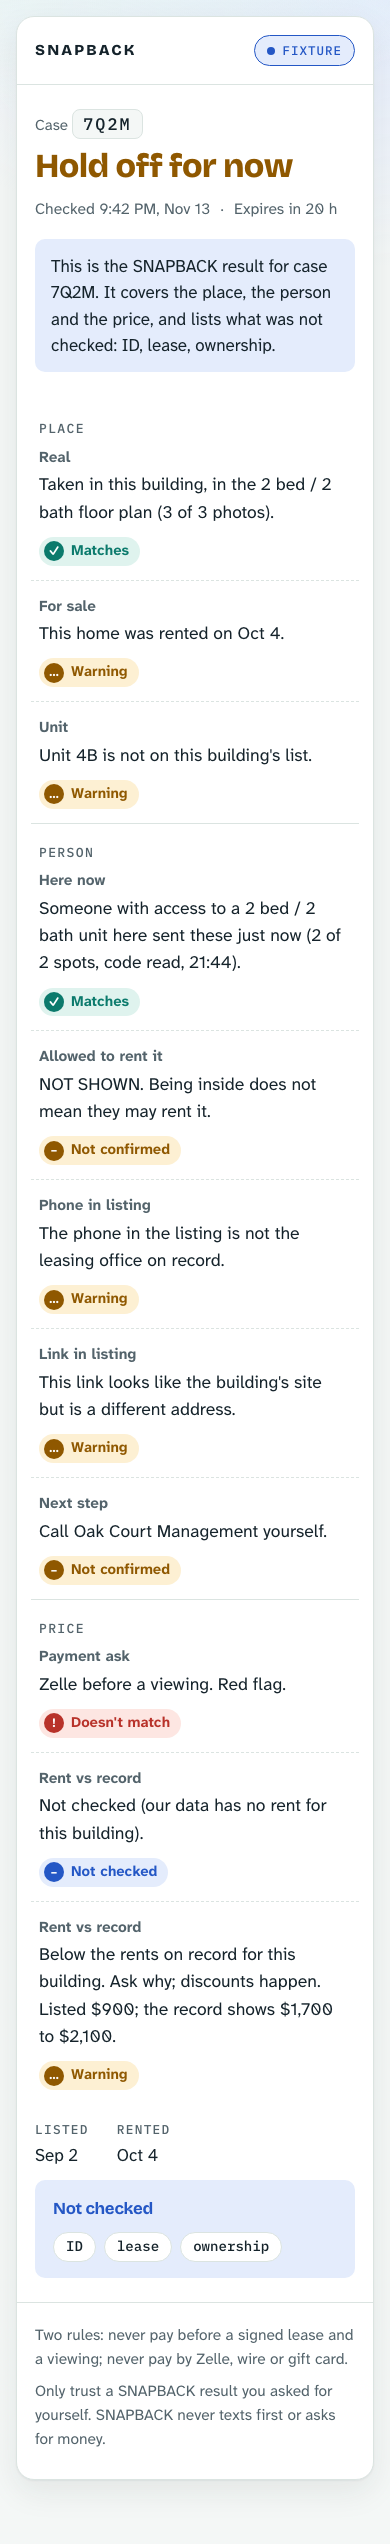 SNAPBACK
FIXTURE
Case 7Q2M
Hold off for now
Checked 9:42 PM, Nov 13 · Expires in 20 h
This is the SNAPBACK result for case
7Q2M. It covers the place, the person
and the price, and lists what was not
checked: ID, lease, ownership.
PLACE
Real
Taken in this building, in the 2 bed / 2
bath floor plan (3 of 3 photos).
Matches
For sale
This home was rented on Oct 4.
Warning
Unit
Unit 4B is not on this building's list.
Warning
PERSON
Here now
Someone with access to a 2 bed / 2
bath unit here sent these just now (2 of
2 spots, code read, 21:44).
Matches
Allowed to rent it
NOT SHOWN. Being inside does not
mean they may rent it.
Not confirmed
Phone in listing
The phone in the listing is not the
leasing office on record.
Warning
Link in listing
This link looks like the building's site
but is a different address.
Warning
Next step
Call Oak Court Management yourself.
Not confirmed
PRICE
Payment ask
Zelle before a viewing. Red flag.
Doesn't match
Rent vs record
Not checked (our data has no rent for
this building).
Not checked
Rent vs record
Below the rents on record for this
building. Ask why; discounts happen.
Listed $900; the record shows $1,700
to $2,100.
Warning
LISTED RENTED
Sep 2 Oct 4
Not checked
ID lease ownership
Two rules: never pay before a signed lease and
a viewing; never pay by Zelle, wire or gift card.
Only trust a SNAPBACK result you asked for
yourself. SNAPBACK never texts first or asks
for money.